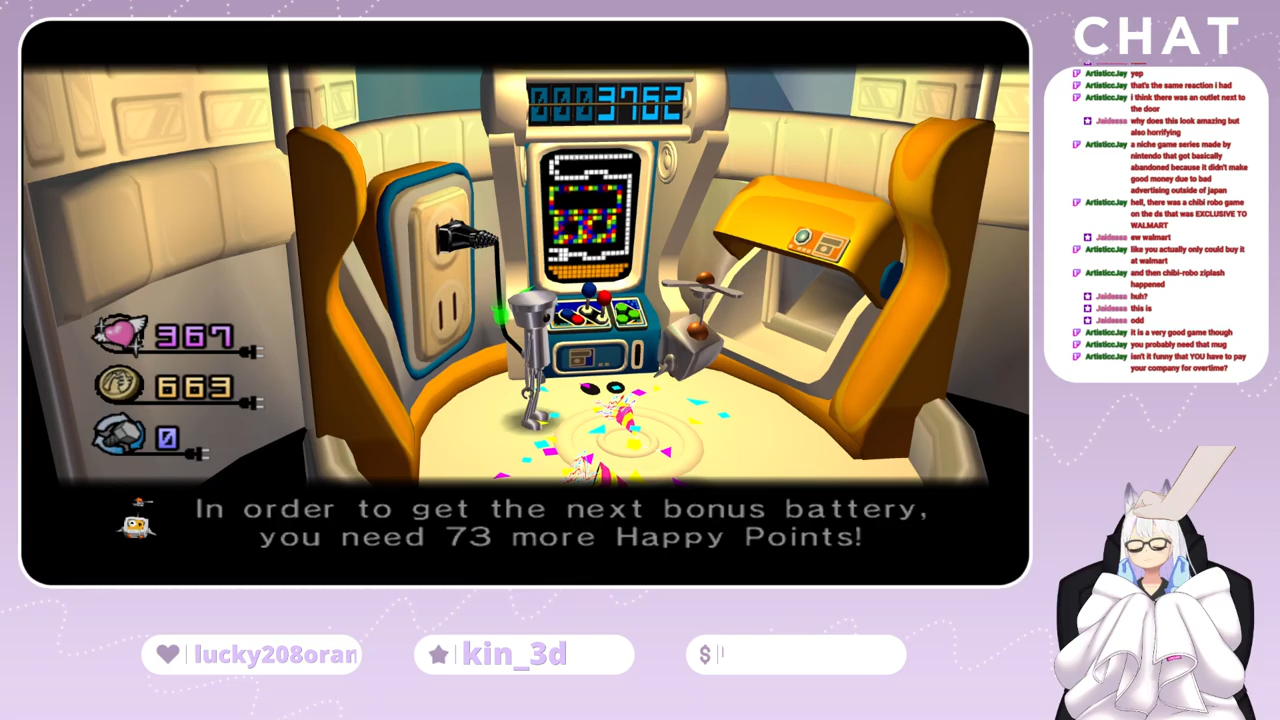 CHAT
ArtisticcJay yep
ArtisticcJay that's the same reaction i had
ArtisticcJay i think there was an outlet next to
the door
Jaideesa why does this look amazing but
also horrifying
ArtisticcJay a niche game series made by
nintendo that got basically
abandoned because it didn't make
good money due to bad
advertising outside of japan
ArtisticcJay hell, there was a chibi robo game
on the ds that was EXCLUSIVE TO
WALMART
Jaideesa ew walmart
ArtisticcJay like you actually only could buy it
at walmart
ArtisticcJay and then chibi-robo ziplash
happened
Jaideesa huh?
Jaideesa this is
Jaideesa odd
ArtisticcJay it is a very good game though
ArtisticcJay you probably need that mug
ArtisticcJay isn't it funny that YOU have to pay
your company for overtime?
0003762
367
663
0
In order to get the next bonus battery,
you need 73 more Happy Points!
lucky208oran
kin_3d
$